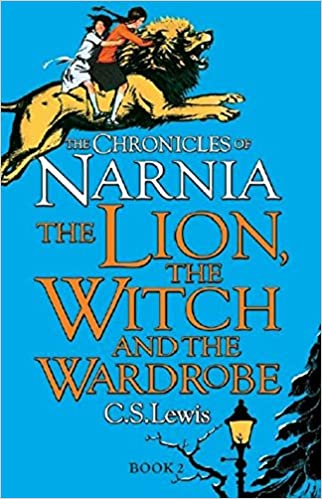 THE CHRONICLES OF
NARNIA
THE LION,
THE
WITCH
AND THE
WARDROBE
C.S.Lewis
BOOK 2